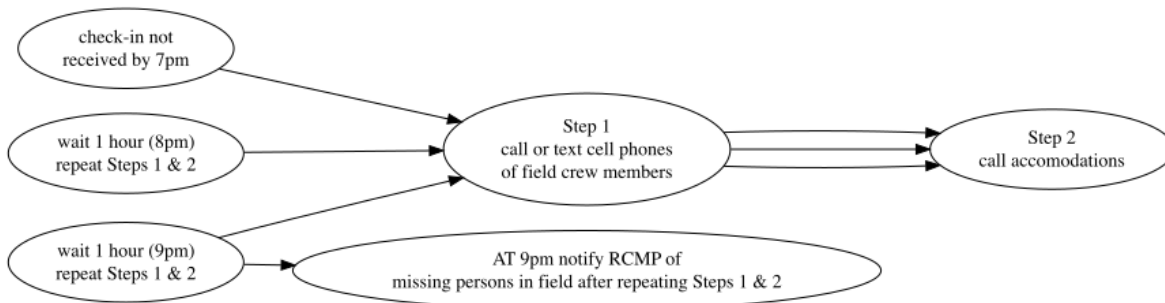 check-in not
received by 7pm
wait 1 hour (8pm)
repeat Steps 1 & 2
wait 1 hour (9pm)
repeat Steps 1 & 2
Step 1
call or text cell phones
of field crew members
Step 2
call accomodations
AT 9pm notify RCMP of
missing persons in field after repeating Steps 1 & 2